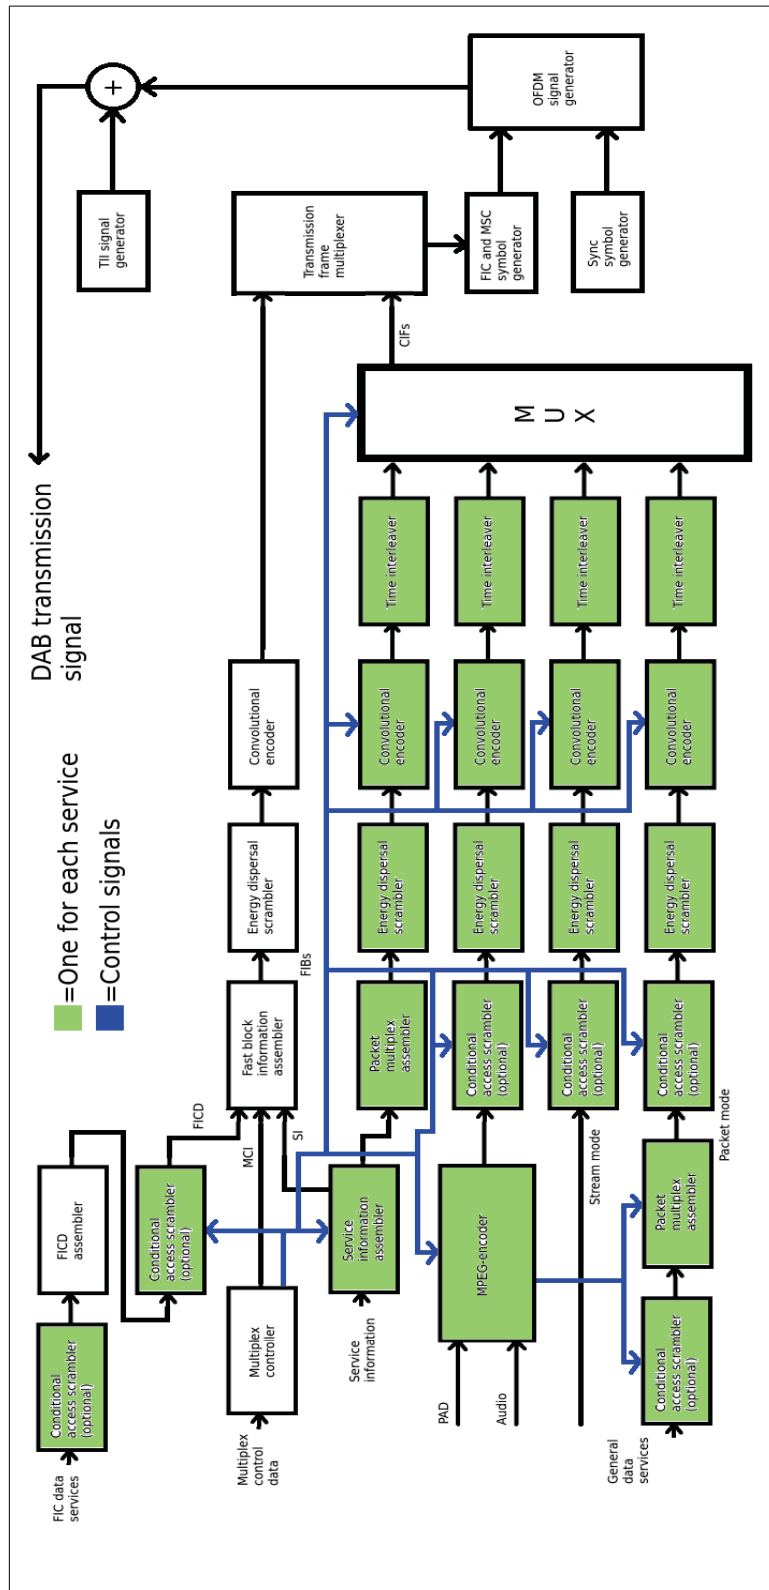 DAB transmission
signal
=One for each service
=Control signals
FIC data
services
Conditional
access scrambler
(optional)
FICD
assembler
Conditional
access scrambler
(optional)
FICD
Multiplex
control
data
Multiplex
controller
MCI
Fast block
information
assembler
FIBs
Energy dispersal
scrambler
Convolutional
encoder
Service
information
Service
information
assembler
SI
Packet
multiplex
assembler
Energy dispersal
scrambler
Convolutional
encoder
Time interleaver
PAD
Audio
MPEG-encoder
Conditional
access scrambler
(optional)
Energy dispersal
scrambler
Convolutional
encoder
Time interleaver
Stream mode
Conditional
access scrambler
(optional)
Energy dispersal
scrambler
Convolutional
encoder
Time interleaver
General
data
services
Conditional
access scrambler
(optional)
Packet
multiplex
assembler
Packet mode
Conditional
access scrambler
(optional)
Energy dispersal
scrambler
Convolutional
encoder
Time interleaver
M
U
X
CIFs
Transmission
frame
multiplexer
FIC and MSC
symbol
generator
Sync
symbol
generator
OFDM
signal
generator
TII signal
generator
+